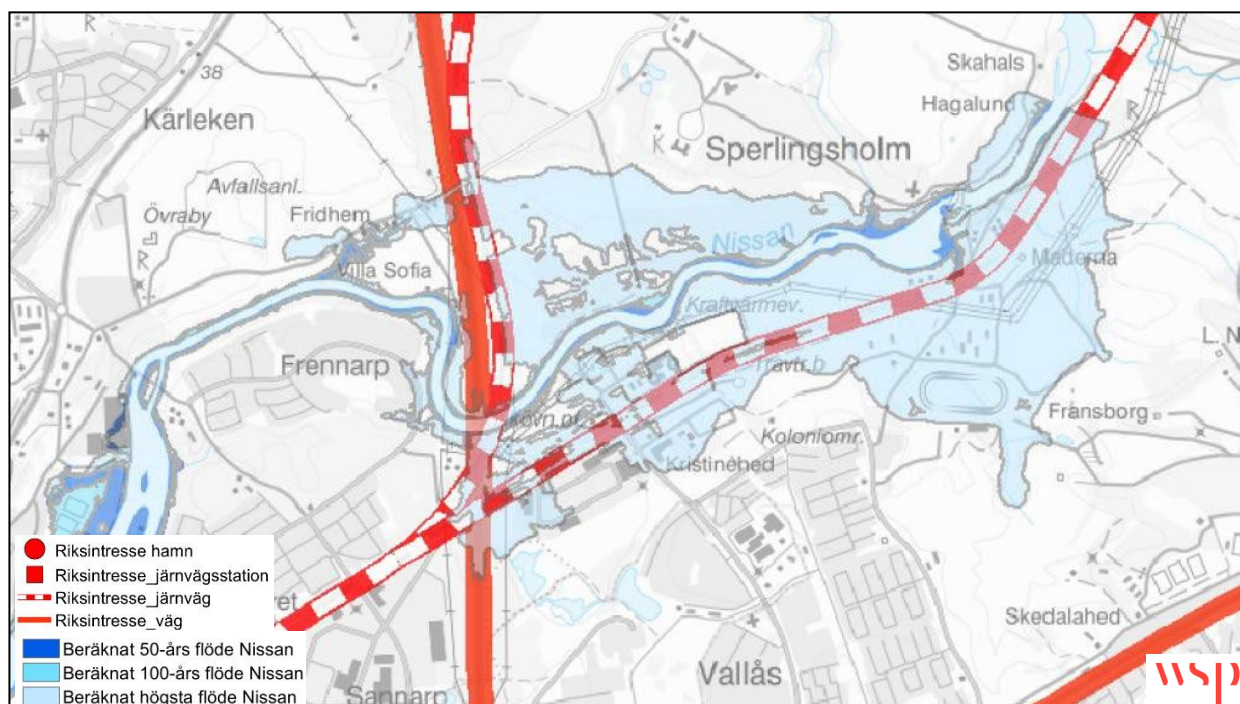 38
Kärleken
Skahals
Hagalund
Sperlingsholm
Avfallsanl.
Övraby
Fridhem
Villa Sofia
Nissan
Maderna
Kraftvärmev.
Frennarp
Travtr.b
L. N
Fransborg
Koloniomr.
Kristinehed
Skedalahed
Vallås
Sannarp
Riksintresse hamn
Riksintresse_järnvägsstation
Riksintresse_järnväg
Riksintresse_väg
Beräknat 50-års flöde Nissan
Beräknat 100-års flöde Nissan
Beräknat högsta flöde Nissan
wsp